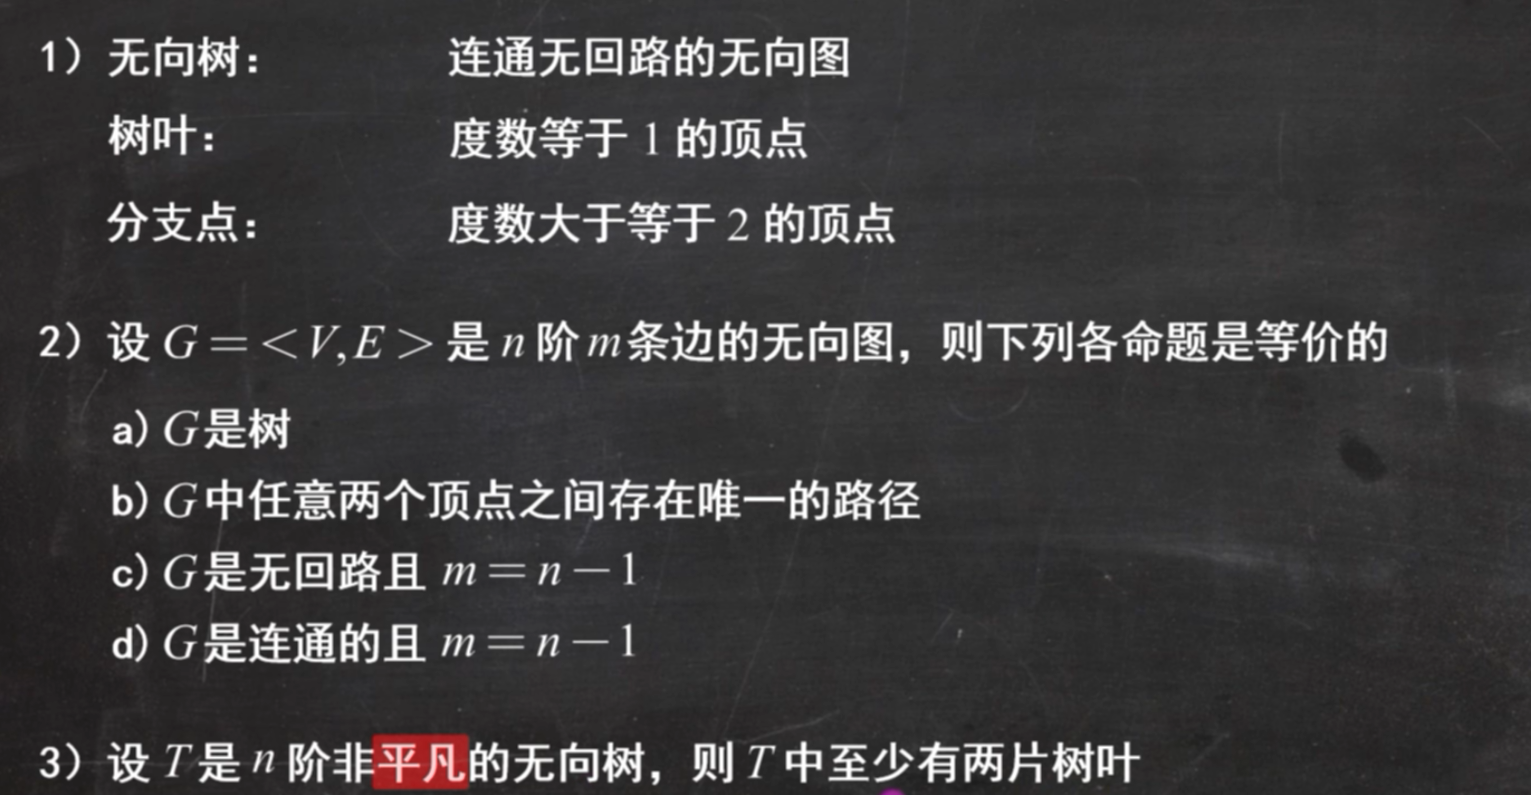 1）无向树： 连通无回路的无向图
树叶： 度数等于 1 的顶点
分支点： 度数大于等于 2 的顶点
2）设 G=<V,E> 是 n 阶 m 条边的无向图，则下列各命题是等价的
a) G是树
b) G中任意两个顶点之间存在唯一的路径
c) G是无回路且 m=n-1
d) G是连通的且 m=n-1
3）设 T是 n 阶非平凡的无向树，则 T 中至少有两片树叶